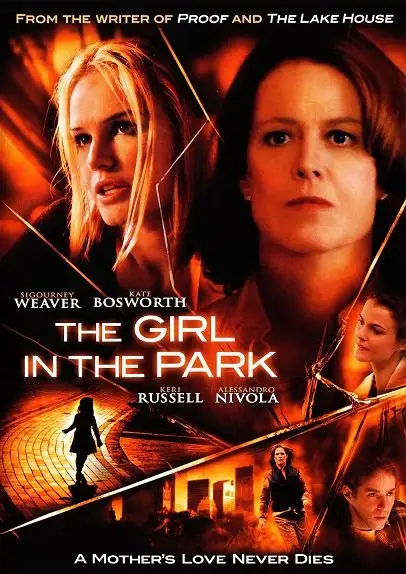 FROM THE WRITER OF PROOF AND THE LAKE HOUSE
SIGOURNEY WEAVER
KATE BOSWORTH
THE GIRL
IN THE PARK
KERI RUSSELL
ALESSANDRO NIVOLA
A MOTHER'S LOVE NEVER DIES